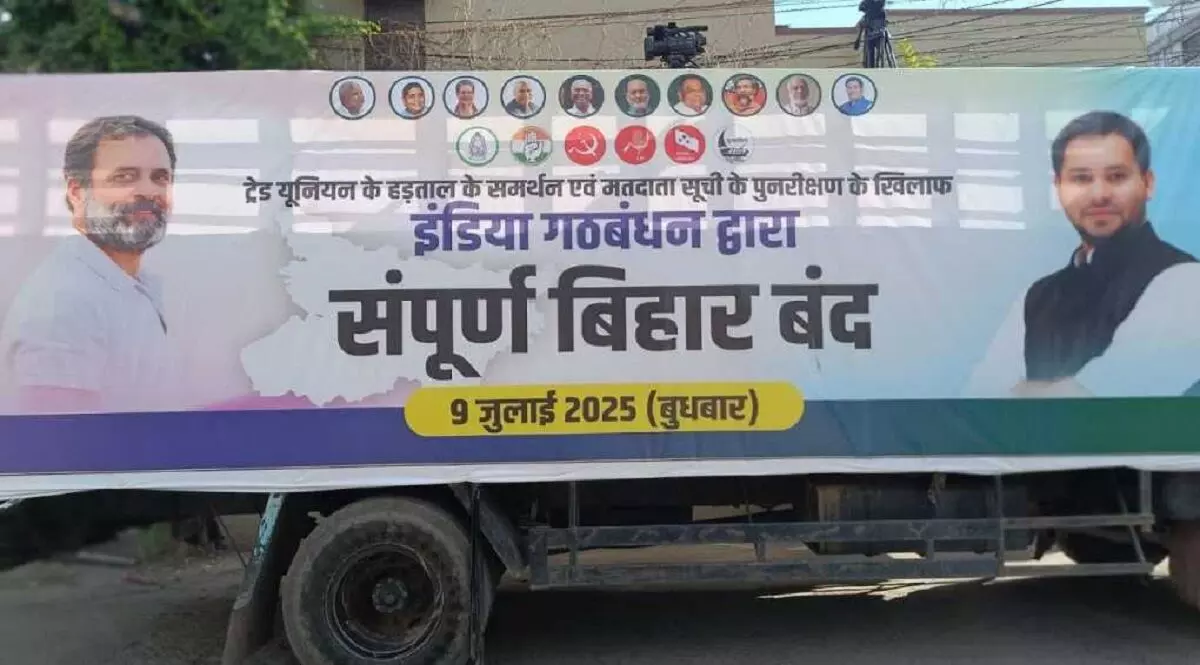 ट्रेड यूनियन के हड़ताल के समर्थन एवं मतदाता सूची के पुनरीक्षण के खिलाफ
इंडिया गठबंधन द्वारा
संपूर्ण बिहार बंद
9 जुलाई 2025 (बुधबार)